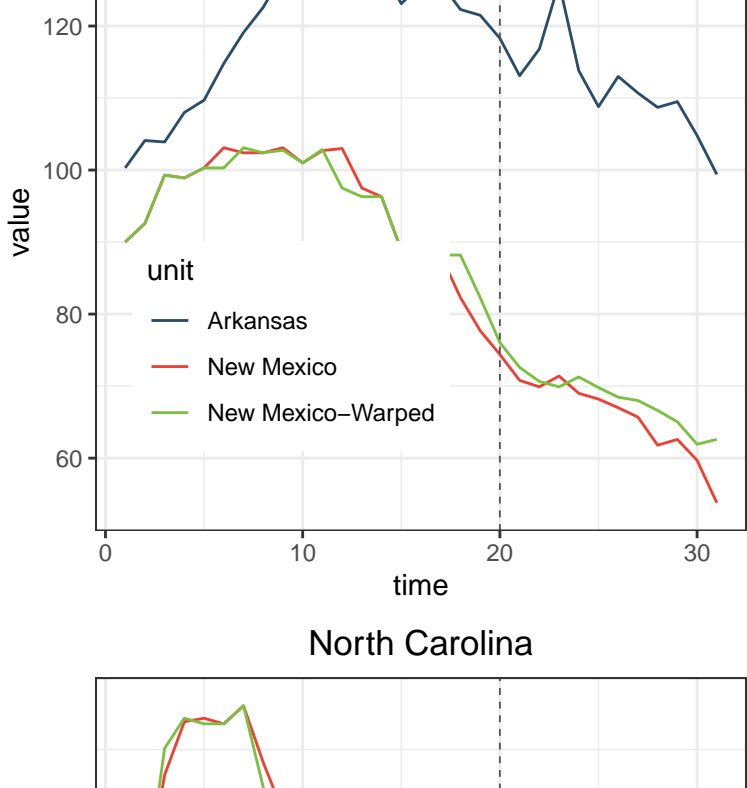 120
100
80
60
value
unit
Arkansas
New Mexico
New Mexico−Warped
0 10 20 30
time
North Carolina